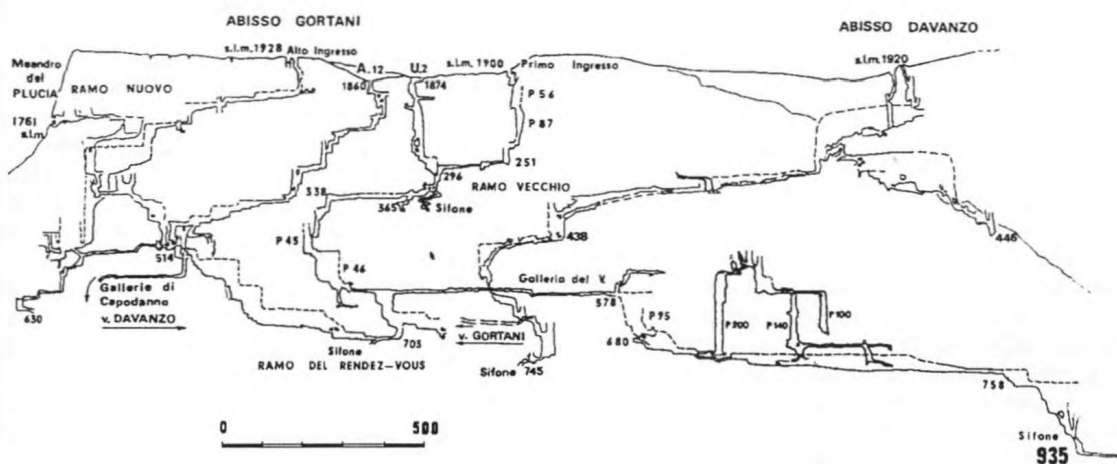 ABISSO GORTANI
ABISSO DAVANZO
s.l.m. 1928 Alto Ingresso
A.12
U.2
s.l.m. 1900
Primo Ingresso
s.l.m. 1920
Meandro
del
PLUCIA
RAMO NUOVO
1860
1874
P 56
1761
s.l.m.
P 87
251
296
RAMO VECCHIO
338
365
Sifone
P 45
438
446
514
P 46
Galleria del V.
578
Gallerie di
Capodanno
v. DAVANZO
630
P 95
P 200
P 140
P 100
v. GORTANI
680
Sifone
703
RAMO DEL RENDEZ-VOUS
Sifone
745
758
0
500
Sifone
935